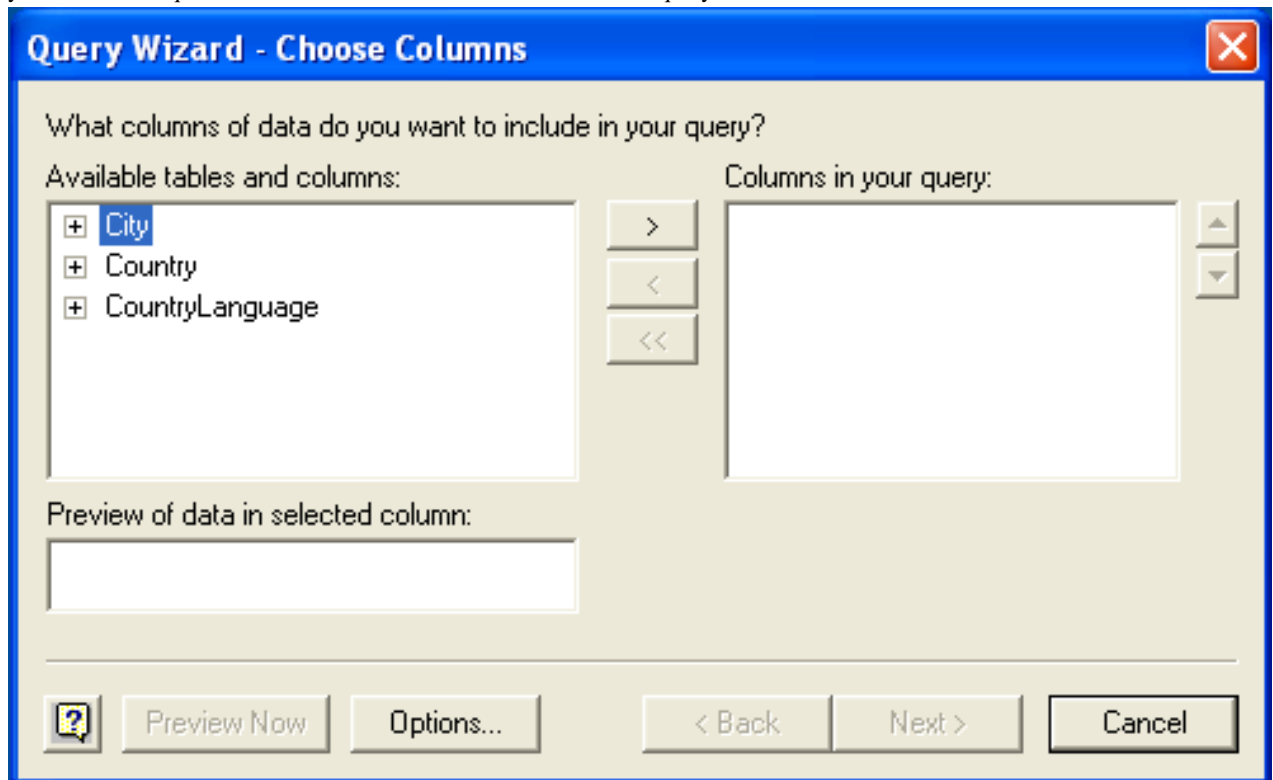 Query Wizard - Choose Columns
What columns of data do you want to include in your query?
Available tables and columns:
Columns in your query:
City
Country
CountryLanguage
>
<
<<
Preview of data in selected column:
Preview Now
Options...
< Back
Next >
Cancel